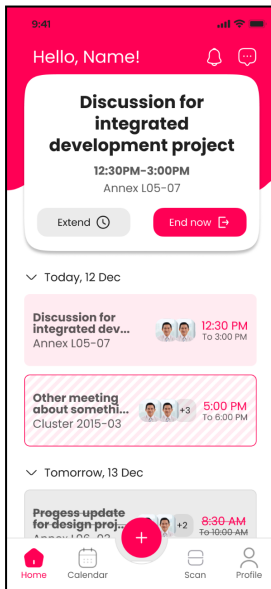 9:41
Hello, Name!
Discussion for
integrated
development project
12:30PM-3:00PM
Annex L05-07
Extend
End now
Today, 12 Dec
Discussion for
integrated dev...
Annex L05-07
12:30 PM
To 3:00 PM
Other meeting
about somethi...
Cluster 2015-03
+3
5:00 PM
To 6:00 PM
Tomorrow, 13 Dec
Progess update
for design proj...
Annex L06-02
+2
8:30 AM
To 10:00 AM
Home
Calendar
Scan
Profile